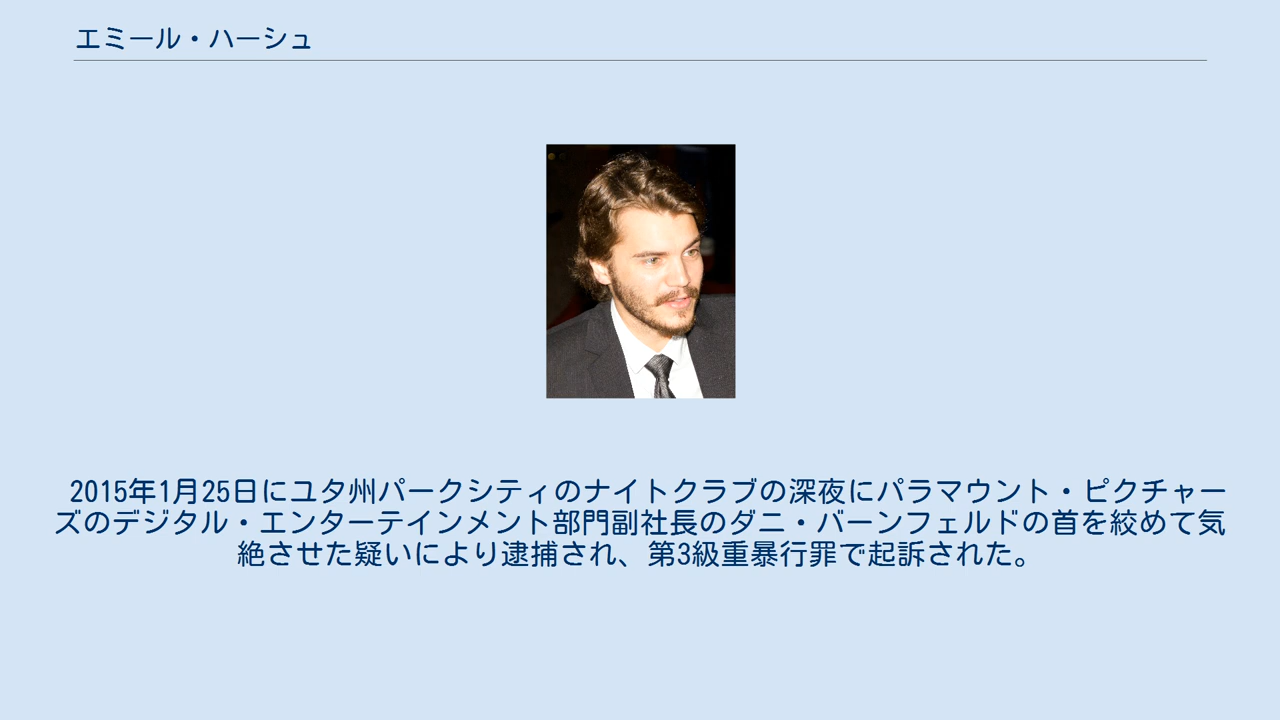 エミール・ハーシュ
2015年1月25日にユタ州パークシティのナイトクラブの深夜にパラマウント・ピクチャー
ズのデジタル・エンターテインメント部門副社長のダニ・バーンフェルドの首を絞めて気
絶させた疑いにより逮捕され、第3級重暴行罪で起訴された。